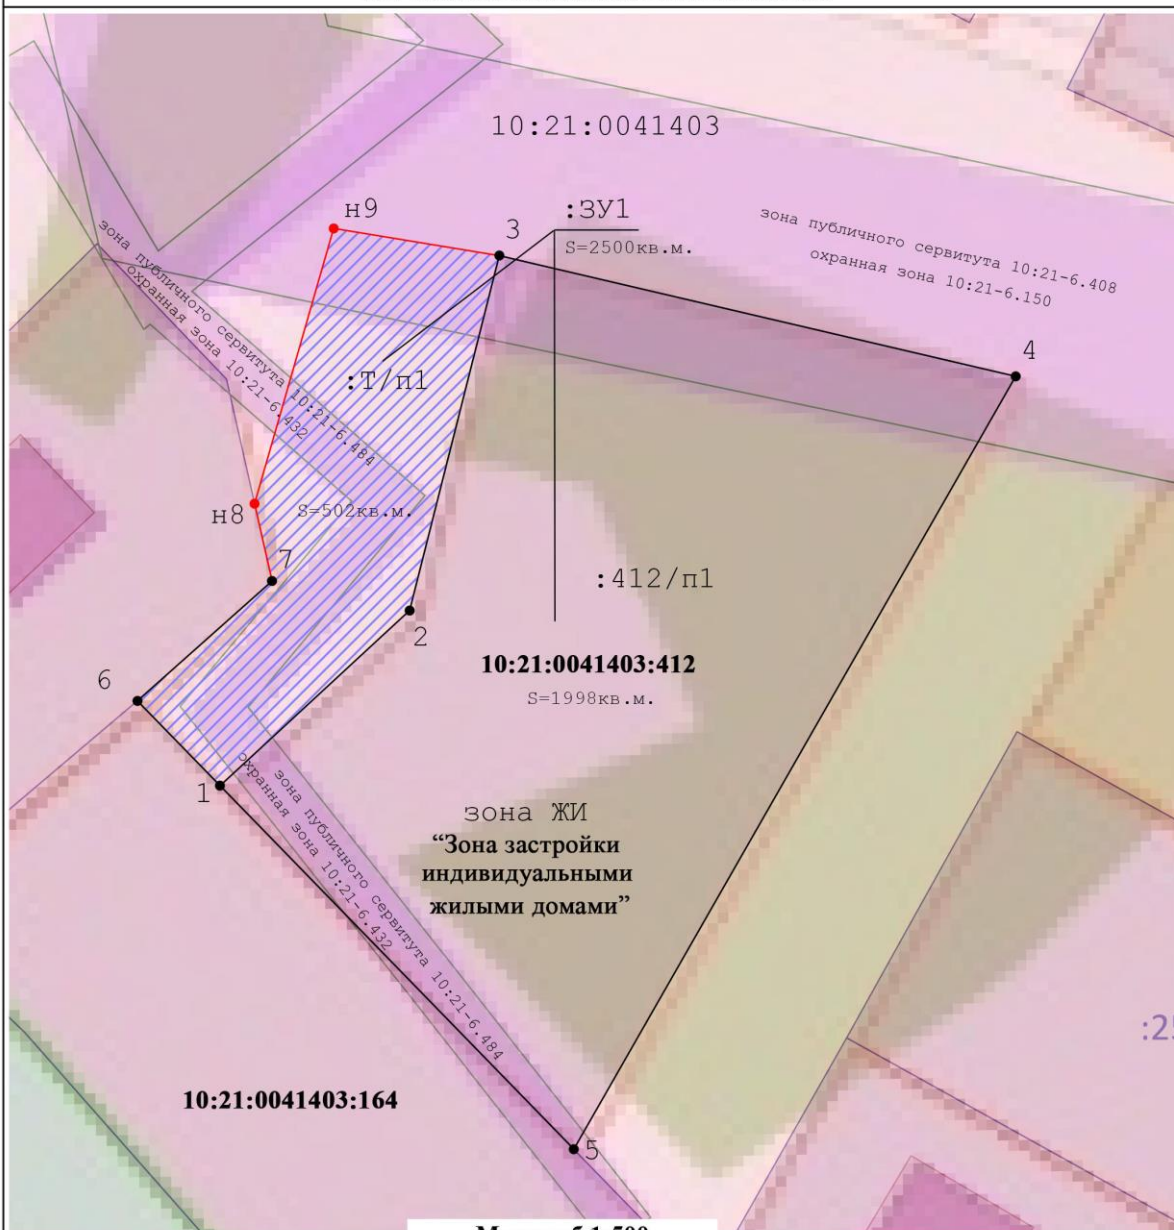 10:21:0041403
н9
:ЗУ1
3
S=2500кв.м.
зона публичного сервитута 10:21-6.408
охранная зона 10:21-6.150
4
зона публичного сервитута 10:21-6.484
охранная зона 10:21-6.432
:Т/п1
н8
S=502кв.м.
7
:412/п1
2
10:21:0041403:412
S=1998кв.м.
6
1
зона ЖИ
“Зона застройки
индивидуальными
жилыми домами”
зона публичного сервитута 10:21-6.484
охранная зона 10:21-6.432
10:21:0041403:164
5